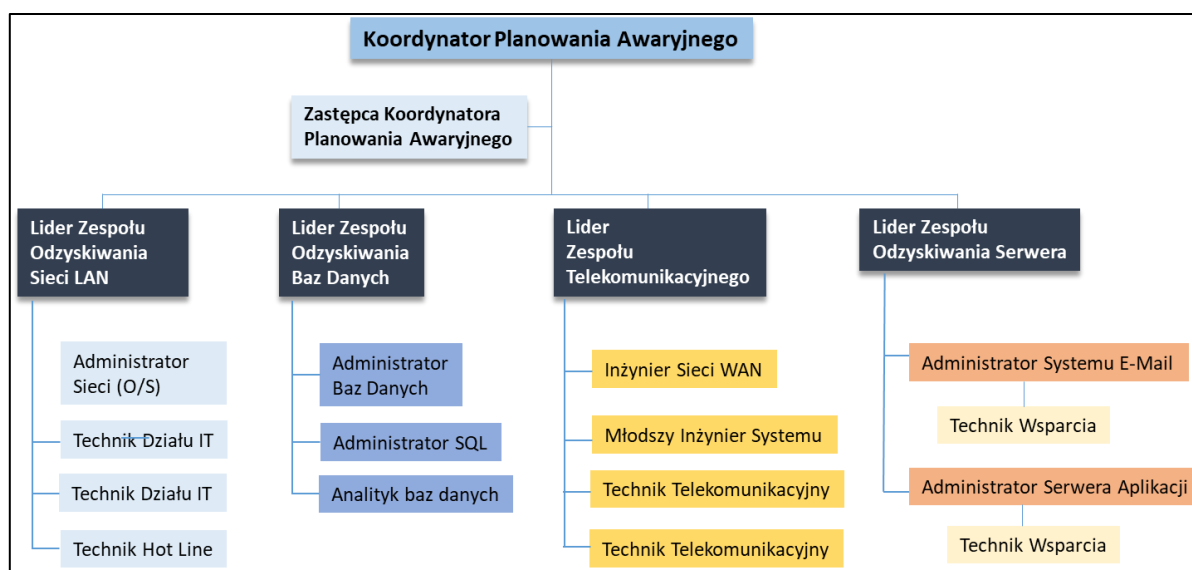 Koordynator Planowania Awaryjnego
Zastępca Koordynatora
Planowania Awaryjnego
Lider Zespołu
Odzyskiwania
Sieci LAN
Administrator
Sieci (O/S)
Technik Działu IT
Technik Działu IT
Technik Hot Line
Lider Zespołu
Odzyskiwania
Baz Danych
Administrator
Baz Danych
Administrator SQL
Analityk baz danych
Lider
Zespołu
Telekomunikacyjnego
Inżynier Sieci WAN
Młodszy Inżynier Systemu
Technik Telekomunikacyjny
Technik Telekomunikacyjny
Lider Zespołu
Odzyskiwania Serwera
Administrator Systemu E-Mail
Technik Wsparcia
Administrator Serwera Aplikacji
Technik Wsparcia